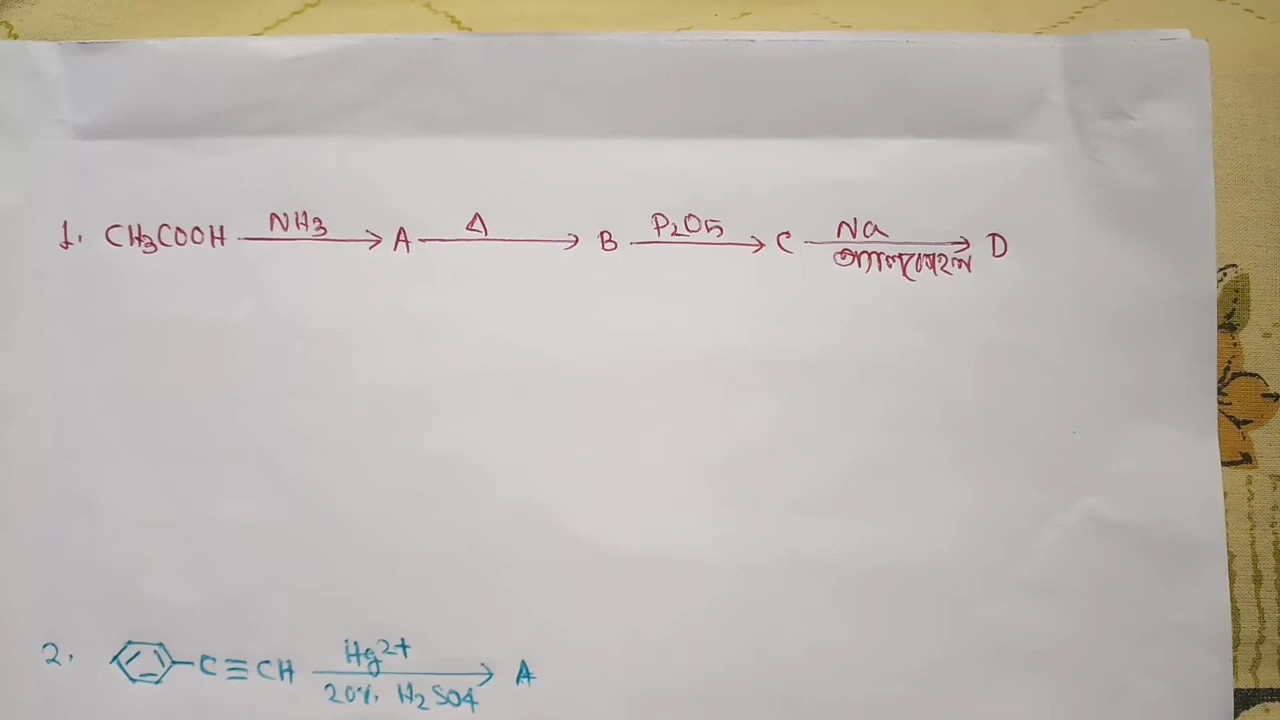 1. CH3COOH NH3 → A Δ → B P2O5 → C Na → D
অ্যালকোহল
2. C≡CH Hg2+ → A
20% H2SO4